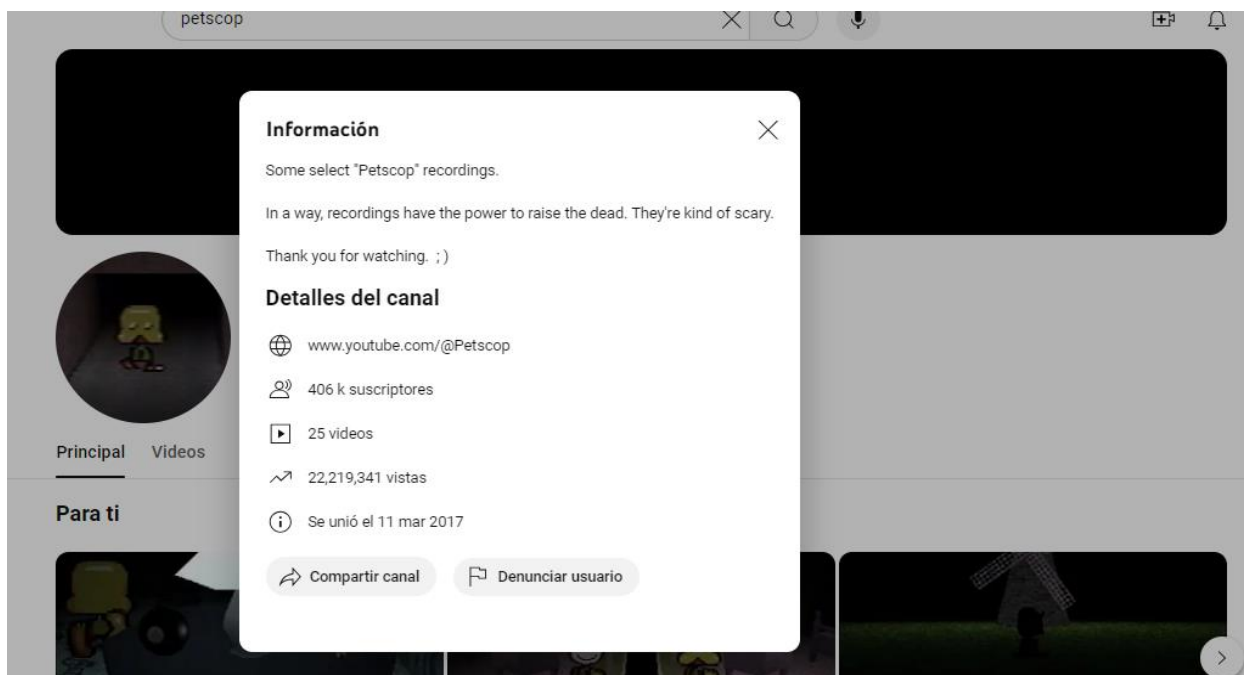 petscop
Información
Some select "Petscop" recordings.
In a way, recordings have the power to raise the dead. They're kind of scary.
Thank you for watching. ; )
Detalles del canal
www.youtube.com/@Petscop
406 k suscriptores
25 videos
22,219,341 vistas
Se unió el 11 mar 2017
Compartir canal Denunciar usuario
Principal Videos
Para ti